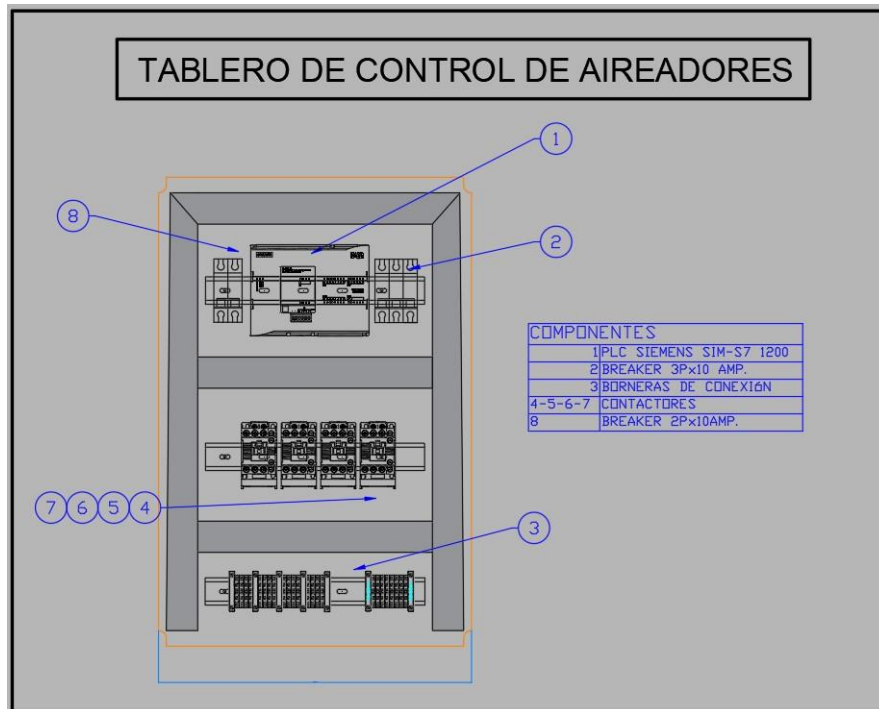 TABLERO DE CONTROL DE AIREADORES
1
8
2
COMPONENTES
1 PLC SIEMENS SIM-S7 1200
2 BREAKER 3Px10 AMP.
3 BORNERAS DE CONEXIóN
4-5-6-7 CONTACTORES
8 BREAKER 2Px10AMP.
7 6 5 4
3